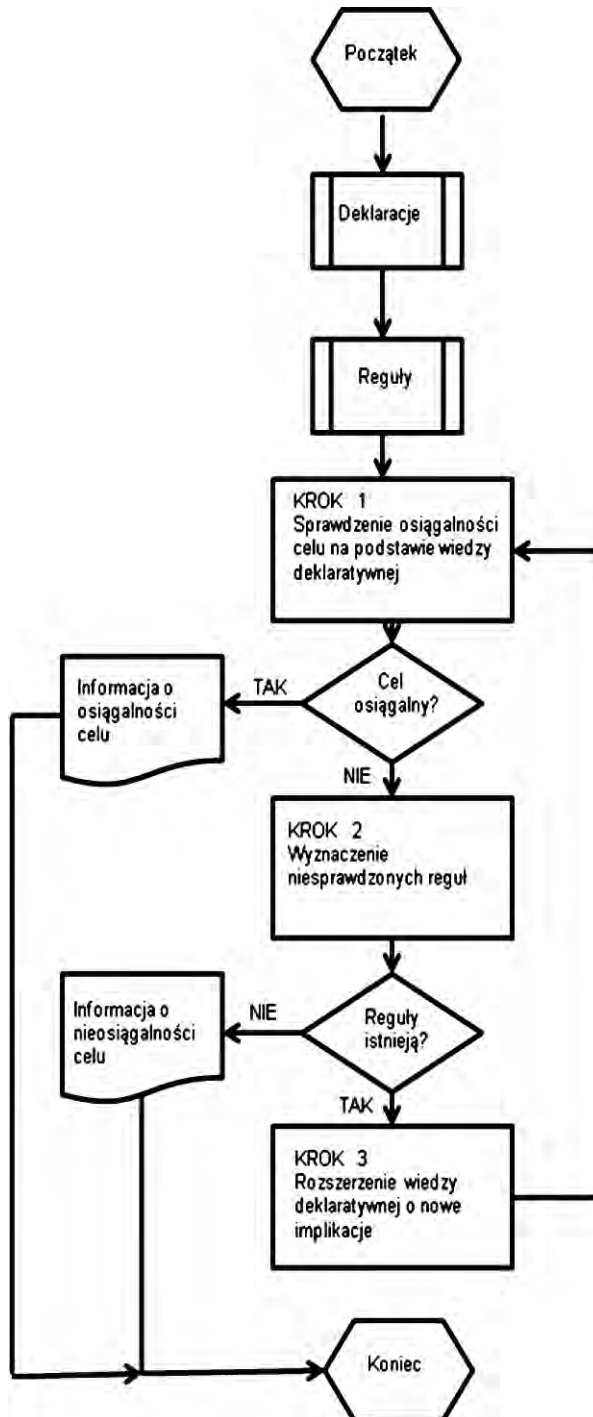 Początek
Deklaracje
Reguły
KROK 1
Sprawdzenie osiągalności
celu na podstawie wiedzy
deklaratywnej
Cel
osiągalny?
TAK
Informacja o
osiągalności
celu
NIE
KROK 2
Wyznaczenie
niesprawdzonych reguł
Reguły
istnieją?
NIE
Informacja o
nieosiągalności
celu
TAK
KROK 3
Rozszerzenie wiedzy
deklaratywnej o nowe
implikacje
Koniec